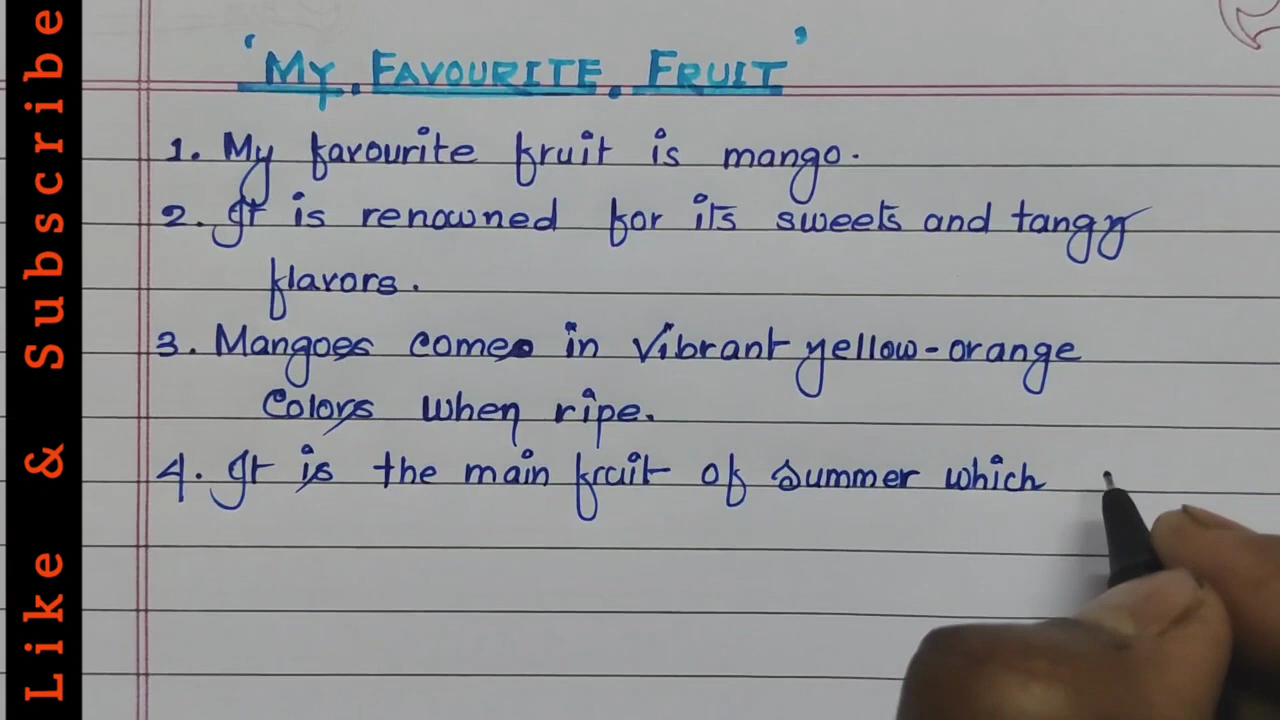 'MY FAVOURITE FRUIT'
1. My favourite fruit is mango.
2. It is renowned for its sweets and tangy
flavors.
3. Mangoes come in vibrant yellow-orange
colors when ripe.
4. It is the main fruit of summer which
Like & Subscribe